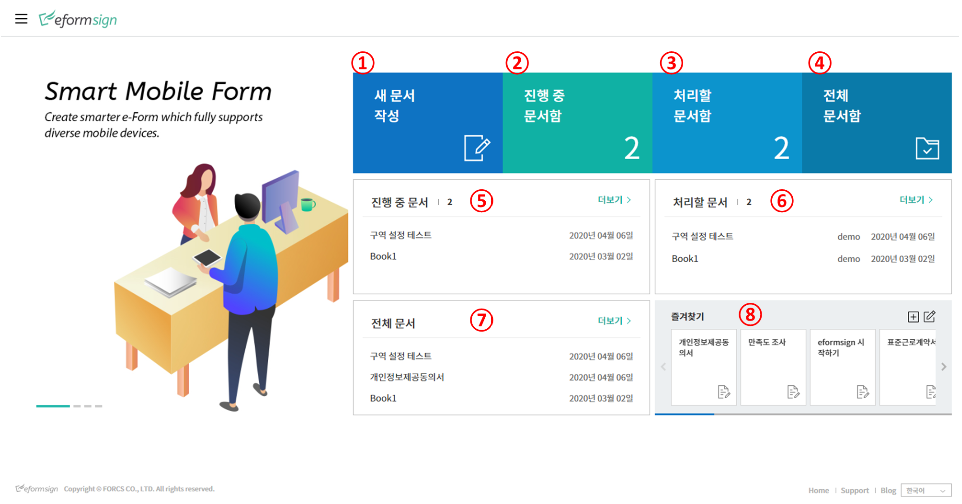 eformsign
Smart Mobile Form
Create smarter e-Form which fully supports
diverse mobile devices.
① ② ③ ④
새 문서
작성
진행 중
문서함
2
처리할
문서함
2
전체
문서함
진행 중 문서 | 2 ⑤ 더보기 >
구역 설정 테스트 2020년 04월 06일
Book1 2020년 03월 02일
처리할 문서 | 2 ⑥ 더보기 >
구역 설정 테스트 demo 2020년 04월 06일
Book1 demo 2020년 03월 02일
전체 문서 ⑦ 더보기 >
구역 설정 테스트 2020년 04월 06일
개인정보제공동의서 2020년 04월 06일
Book1 2020년 03월 02일
즐겨찾기 ⑧
개인정보제공동
의서
만족도 조사
eformsign 시
작하기
표준근로계약서
eformsign Copyright © FORCS CO., LTD. All rights reserved.
Home | Support | Blog 한국어